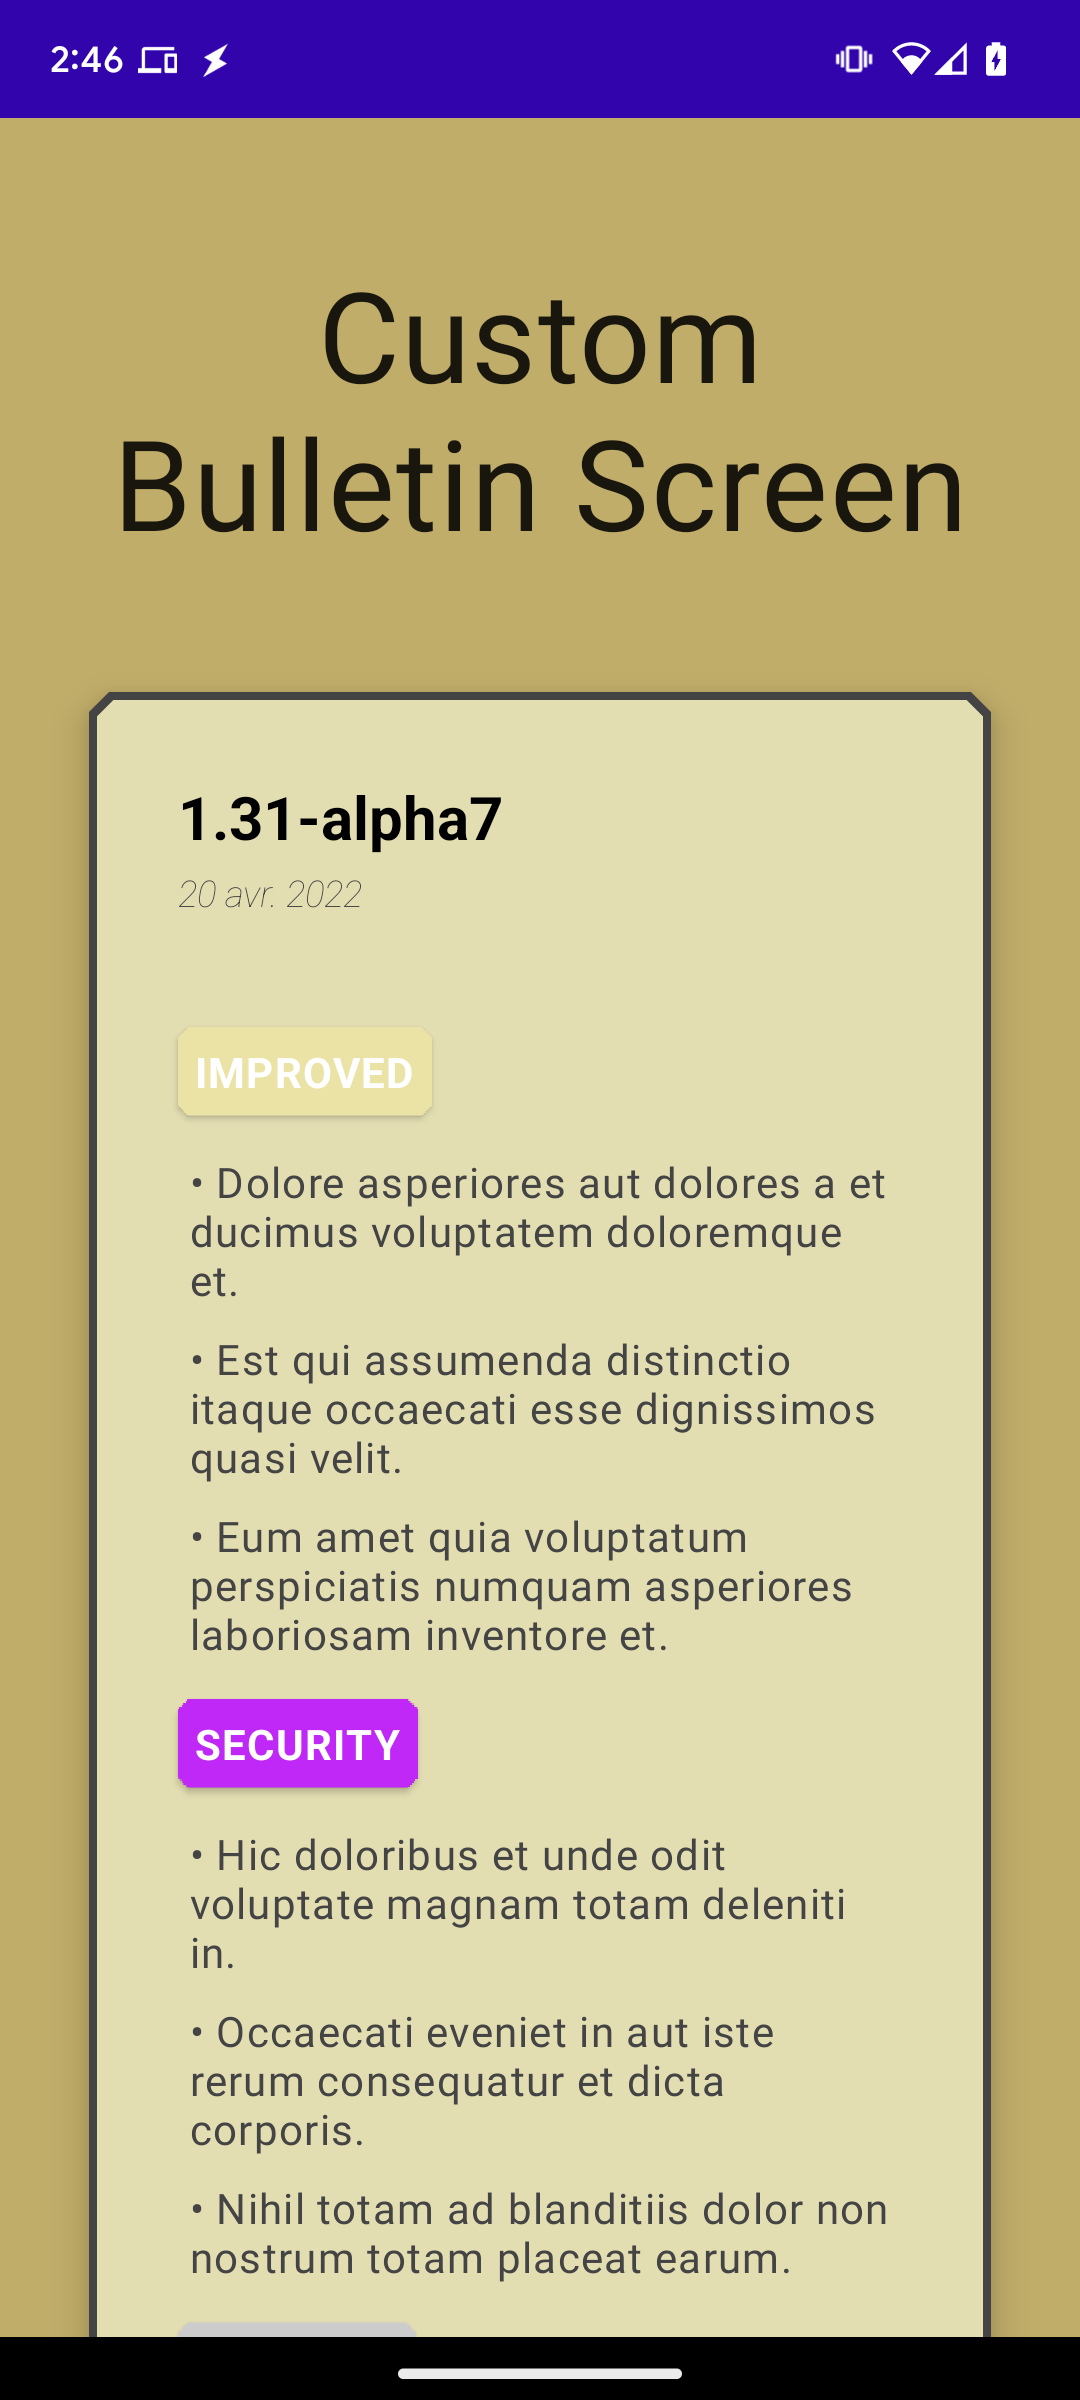 2:46
Custom
Bulletin Screen
1.31-alpha7
20 avr. 2022
IMPROVED
• Dolore asperiores aut dolores a et
ducimus voluptatem doloremque
et.
• Est qui assumenda distinctio
itaque occaecati esse dignissimos
quasi velit.
• Eum amet quia voluptatum
perspiciatis numquam asperiores
laboriosam inventore et.
SECURITY
• Hic doloribus et unde odit
voluptate magnam totam deleniti
in.
• Occaecati eveniet in aut iste
rerum consequatur et dicta
corporis.
• Nihil totam ad blanditiis dolor non
nostrum totam placeat earum.